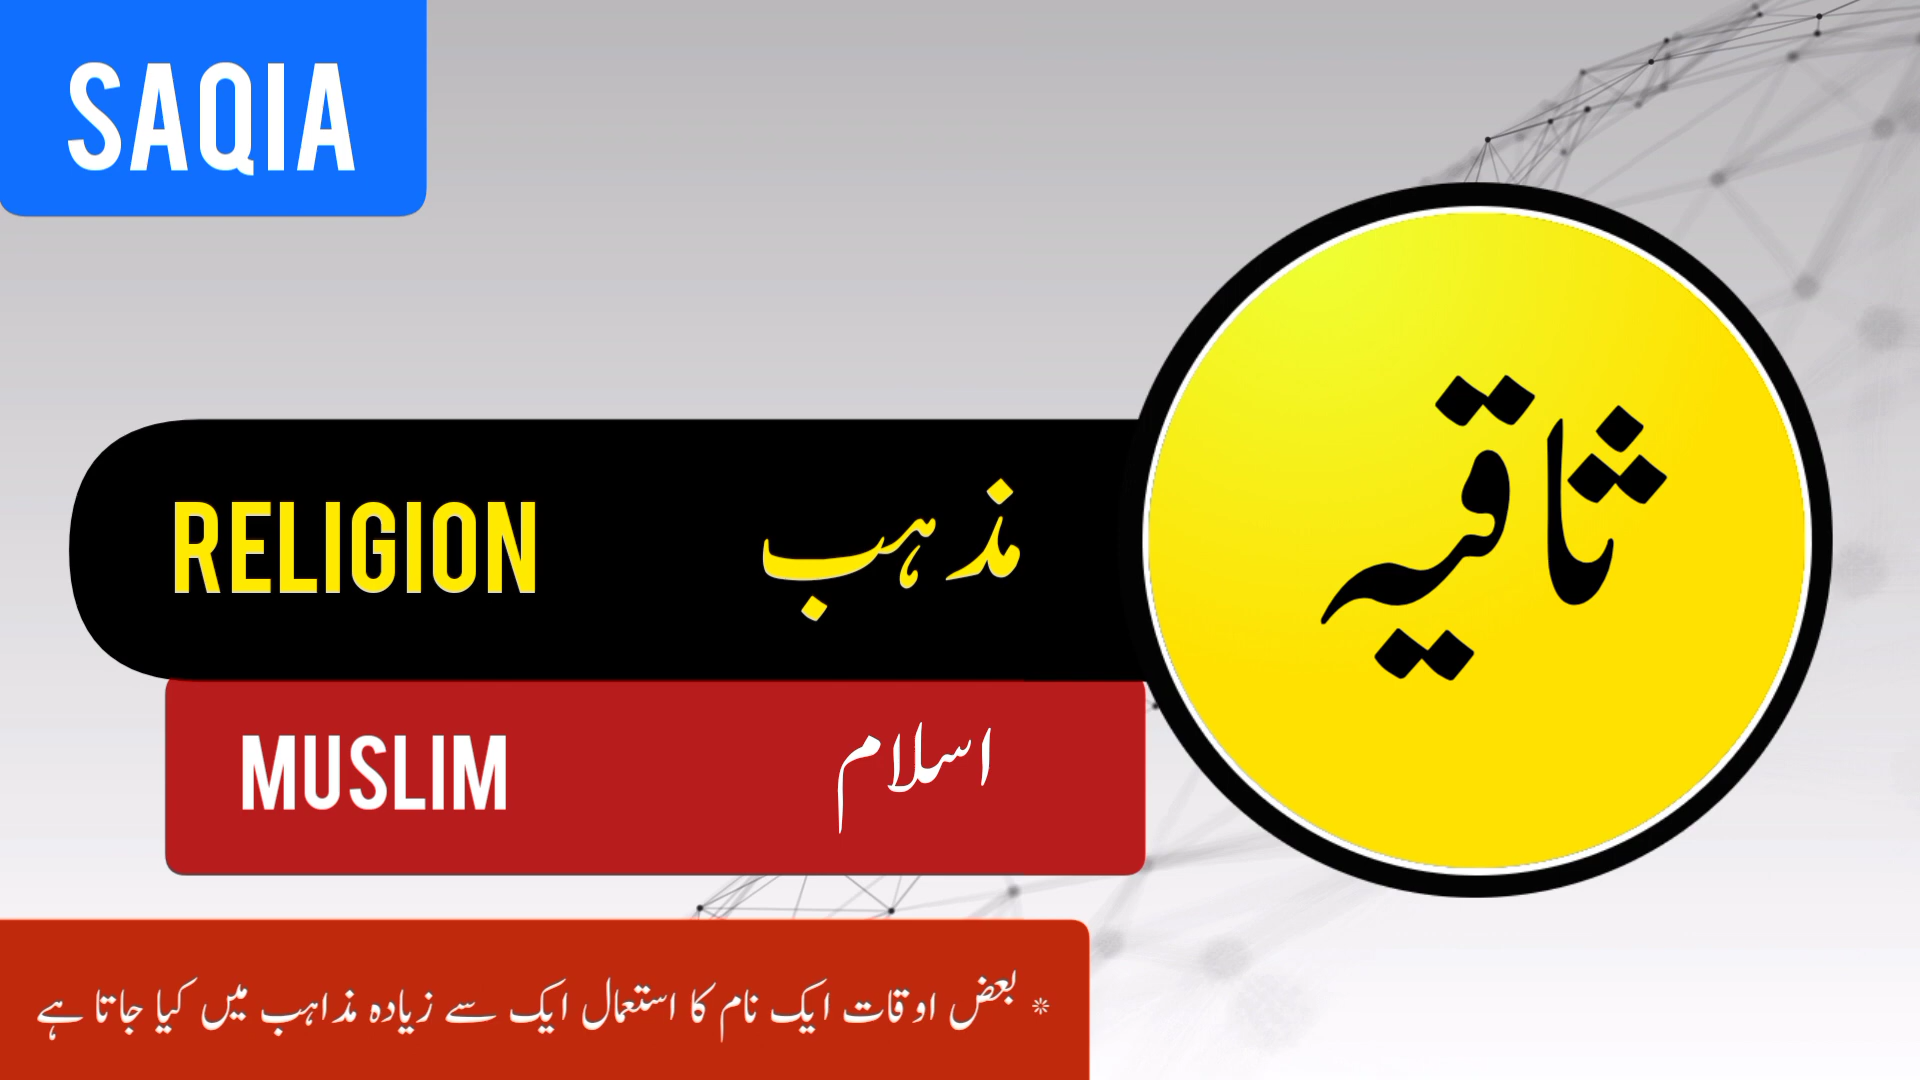 SAQIA
ثاقیہ
RELIGION مذہب
MUSLIM اسلام
* بعض اوقات ایک نام کا استعمال ایک سے زیادہ مذاہب میں کیا جاتا ہے